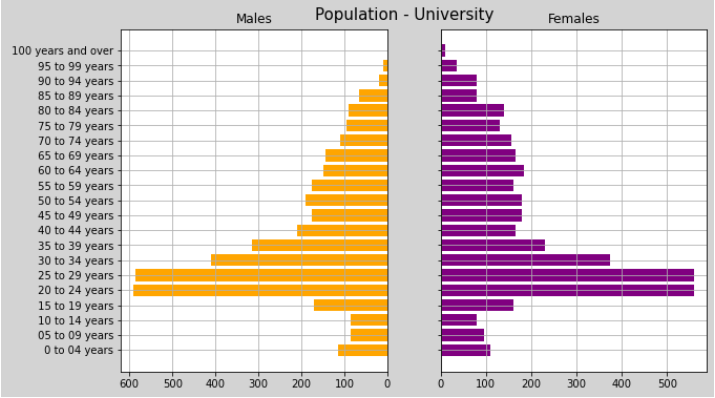 Population - University
Males
Females
100 years and over
95 to 99 years
90 to 94 years
85 to 89 years
80 to 84 years
75 to 79 years
70 to 74 years
65 to 69 years
60 to 64 years
55 to 59 years
50 to 54 years
45 to 49 years
40 to 44 years
35 to 39 years
30 to 34 years
25 to 29 years
20 to 24 years
15 to 19 years
10 to 14 years
05 to 09 years
0 to 04 years
600 500 400 300 200 100 0
0 100 200 300 400 500